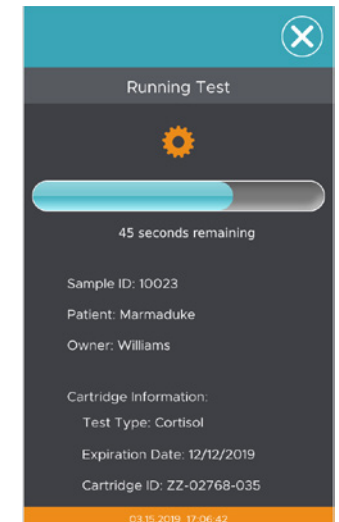 Running Test
45 seconds remaining
Sample ID: 10023
Patient: Marmaduke
Owner: Williams
Cartridge Information:
Test Type: Cortisol
Expiration Date: 12/12/2019
Cartridge ID: ZZ-02768-035
03.15.2019 17:06:42